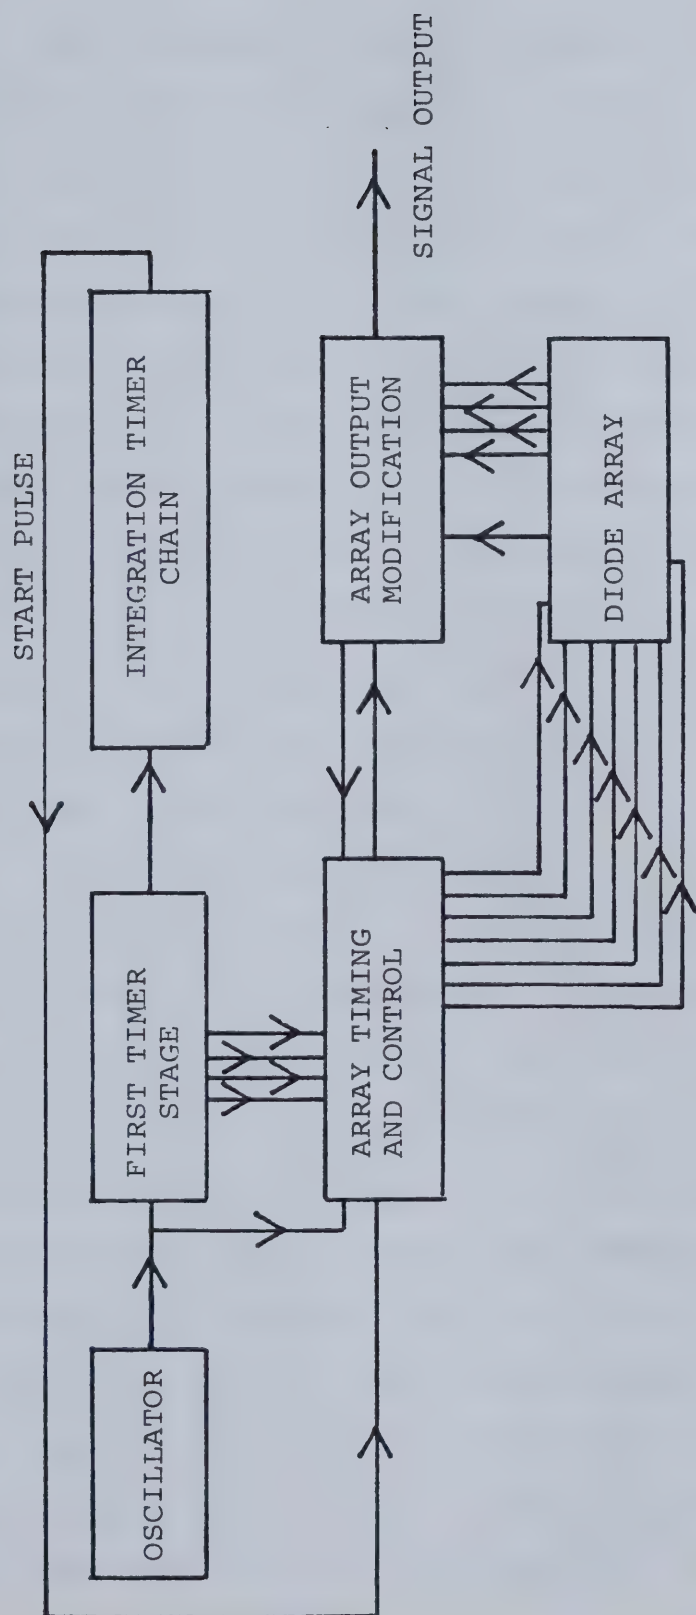 START PULSE
OSCILLATOR
FIRST TIMER
STAGE
INTEGRATION TIMER
CHAIN
ARRAY TIMING
AND CONTROL
ARRAY OUTPUT
MODIFICATION
SIGNAL OUTPUT
DIODE ARRAY